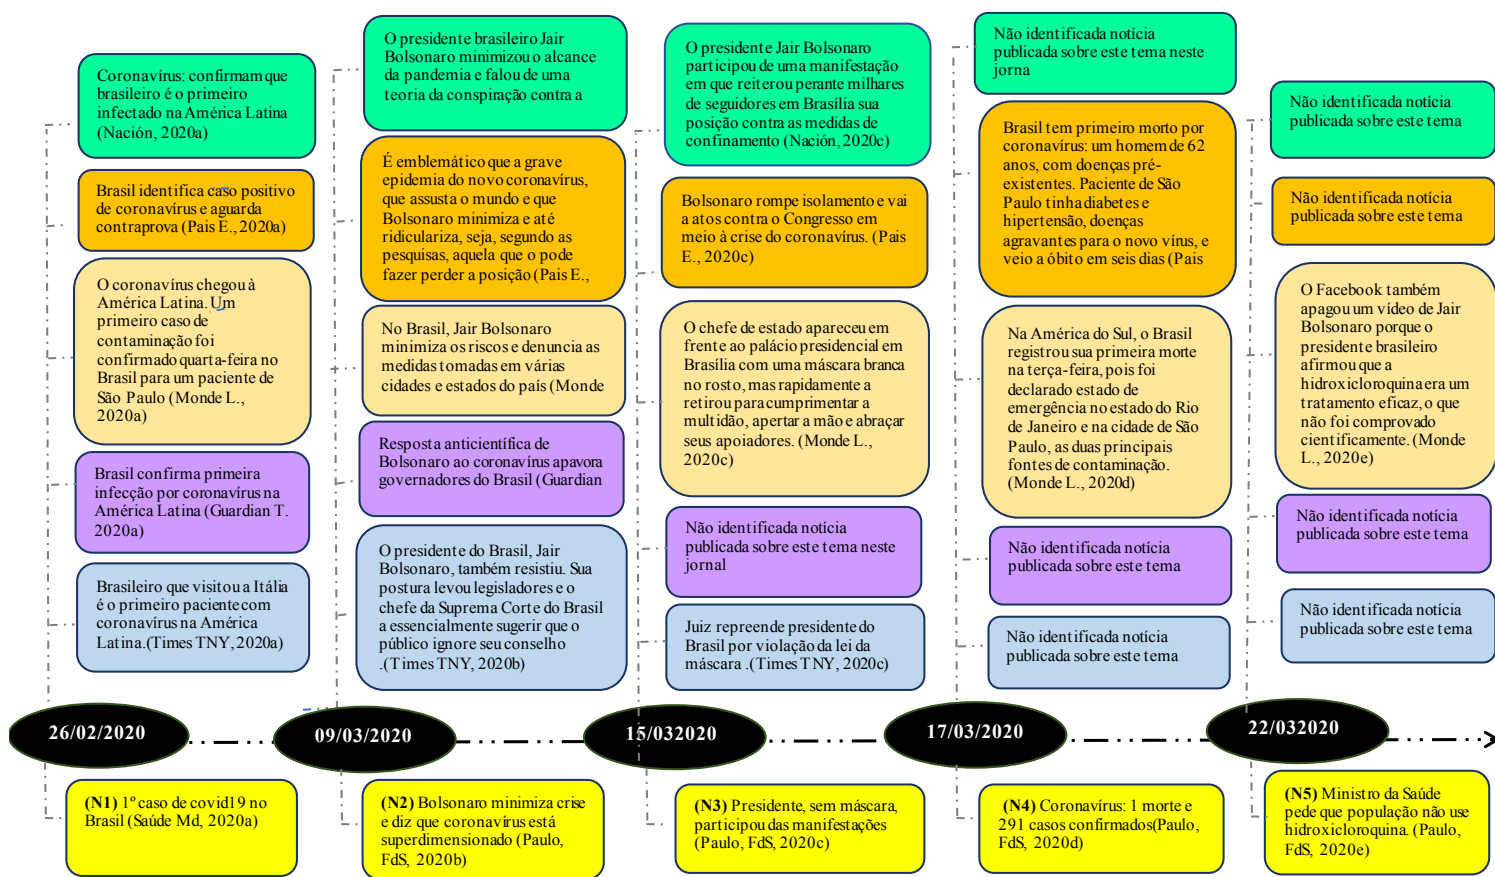 Coronavírus: confirmam que
brasileiro é o primeiro
infectado na América Latina
(Nación, 2020a)
Brasil identifica caso positivo
de coronavírus e aguarda
contraprova (Pais E., 2020a)
O coronavírus chegou à
América Latina. Um
primeiro caso de
contaminação foi
confirmado quarta-feira no
Brasil para um paciente de
São Paulo (Monde L.,
2020a)
Brasil confirma primeira
infecção por coronavírus na
América Latina (Guardian T.
2020a)
Brasileiro que visitou a Itália
é o primeiro paciente com
coronavírus na América
Latina.(Times TNY, 2020a)
26/02/2020
(N1) 1º caso de covid19 no
Brasil (Saúde Md, 2020a)
O presidente brasileiro Jair
Bolsonaro minimizou o alcance
da pandemia e falou de uma
teoria da conspiração contra a
É emblemático que a grave
epidemia do novo coronavírus,
que assusta o mundo e que
Bolsonaro minimiza e até
ridiculariza, seja, segundo as
pesquisas, aquela que o pode
fazer perder a posição (Pais E.,
No Brasil, Jair Bolsonaro
minimiza os riscos e denuncia as
medidas tomadas em várias
cidades e estados do país (Monde
Resposta anticientífica de
Bolsonaro ao coronavírus apavora
governadores do Brasil (Guardian
O presidente do Brasil, Jair
Bolsonaro, também resistiu. Sua
postura levou legisladores e o
chefe da Suprema Corte do Brasil
a essencialmente sugerir que o
público ignore seu conselho
.(Times TNY, 2020b)
09/03/2020
(N2) Bolsonaro minimiza crise
e diz que coronavírus está
superdimensionado (Paulo,
FdS, 2020b)
O presidente Jair Bolsonaro
participou de uma manifestação
em que reiterou perante milhares
de seguidores em Brasília sua
posição contra as medidas de
confinamento (Nación, 2020c)
Bolsonaro rompe isolamento e vai
a atos contra o Congresso em
meio à crise do coronavírus. (Pais
E., 2020c)
O chefe de estado apareceu em
frente ao palácio presidencial em
Brasília com uma máscara branca
no rosto, mas rapidamente a
retirou para cumprimentar a
multidão, apertar a mão e abraçar
seus apoiadores. (Monde L.,
2020c)
Não identificada notícia
publicada sobre este tema neste
jornal
Juiz repreende presidente do
Brasil por violação da lei da
máscara .(Times TNY, 2020c)
15/032020
(N3) Presidente, sem máscara,
participou das manifestações
(Paulo, FdS, 2020c)
Não identificada notícia
publicada sobre este tema neste
jorna
Brasil tem primeiro morto por
coronavírus: um homem de 62
anos, com doenças pré-
existentes. Paciente de São
Paulo tinha diabetes e
hipertensão, doenças
agravantes para o novo vírus, e
veio a óbito em seis dias (Pais
Na América do Sul, o Brasil
registrou sua primeira morte
na terça-feira, pois foi
declarado estado de
emergência no estado do Rio
de Janeiro e na cidade de São
Paulo, as duas principais
fontes de contaminação.
(Monde L., 2020d)
Não identificada notícia
publicada sobre este tema
Não identificada notícia
publicada sobre este tema
17/03/2020
(N4) Coronavírus: 1 morte e
291 casos confirmados(Paulo,
FdS, 2020d)
Não identificada notícia
publicada sobre este tema
Não identificada notícia
publicada sobre este tema
O Facebook também
apagou um vídeo de Jair
Bolsonaro porque o
presidente brasileiro
afirmou que a
hidroxicloroquina era um
tratamento eficaz, o que
não foi comprovado
cientificamente. (Monde
L., 2020e)
Não identificada notícia
publicada sobre este tema
Não identificada notícia
publicada sobre este tema
22/032020
(N5) Ministro da Saúde
pede que população não use
hidroxicloroquina. (Paulo,
FdS, 2020e)